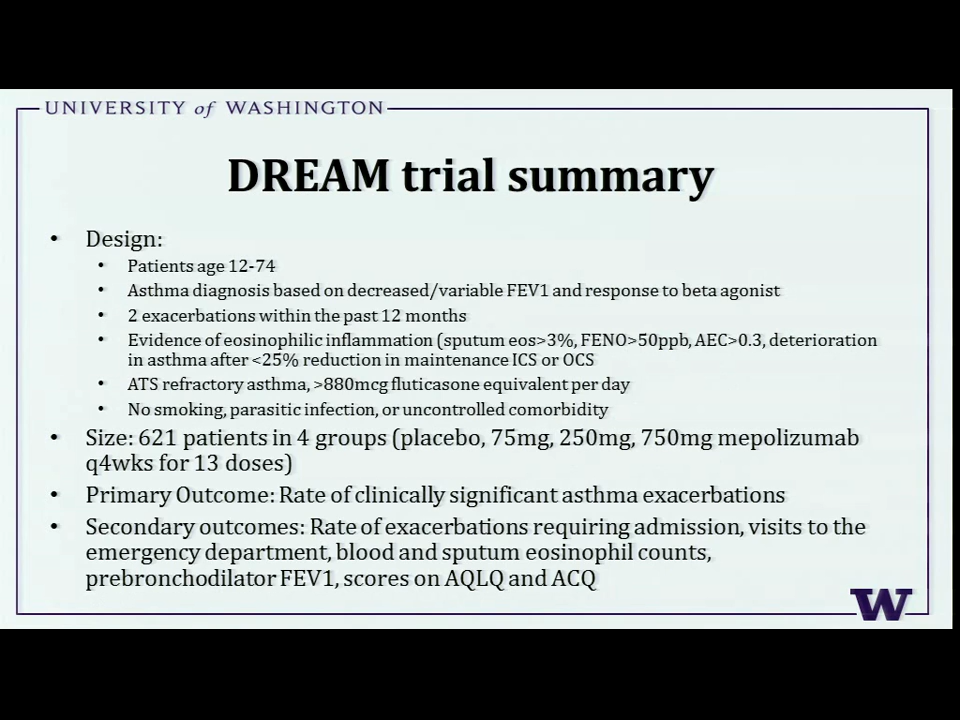 UNIVERSITY of WASHINGTON
DREAM trial summary
• Design:
• Patients age 12-74
• Asthma diagnosis based on decreased/variable FEV1 and response to beta agonist
• 2 exacerbations within the past 12 months
• Evidence of eosinophilic inflammation (sputum eos>3%, FENO>50ppb, AEC>0.3, deterioration
in asthma after <25% reduction in maintenance ICS or OCS
• ATS refractory asthma, >880mcg fluticasone equivalent per day
• No smoking, parasitic infection, or uncontrolled comorbidity
• Size: 621 patients in 4 groups (placebo, 75mg, 250mg, 750mg mepolizumab
q4wks for 13 doses)
• Primary Outcome: Rate of clinically significant asthma exacerbations
• Secondary outcomes: Rate of exacerbations requiring admission, visits to the
emergency department, blood and sputum eosinophil counts,
prebronchodilator FEV1, scores on AQLQ and ACQ
W